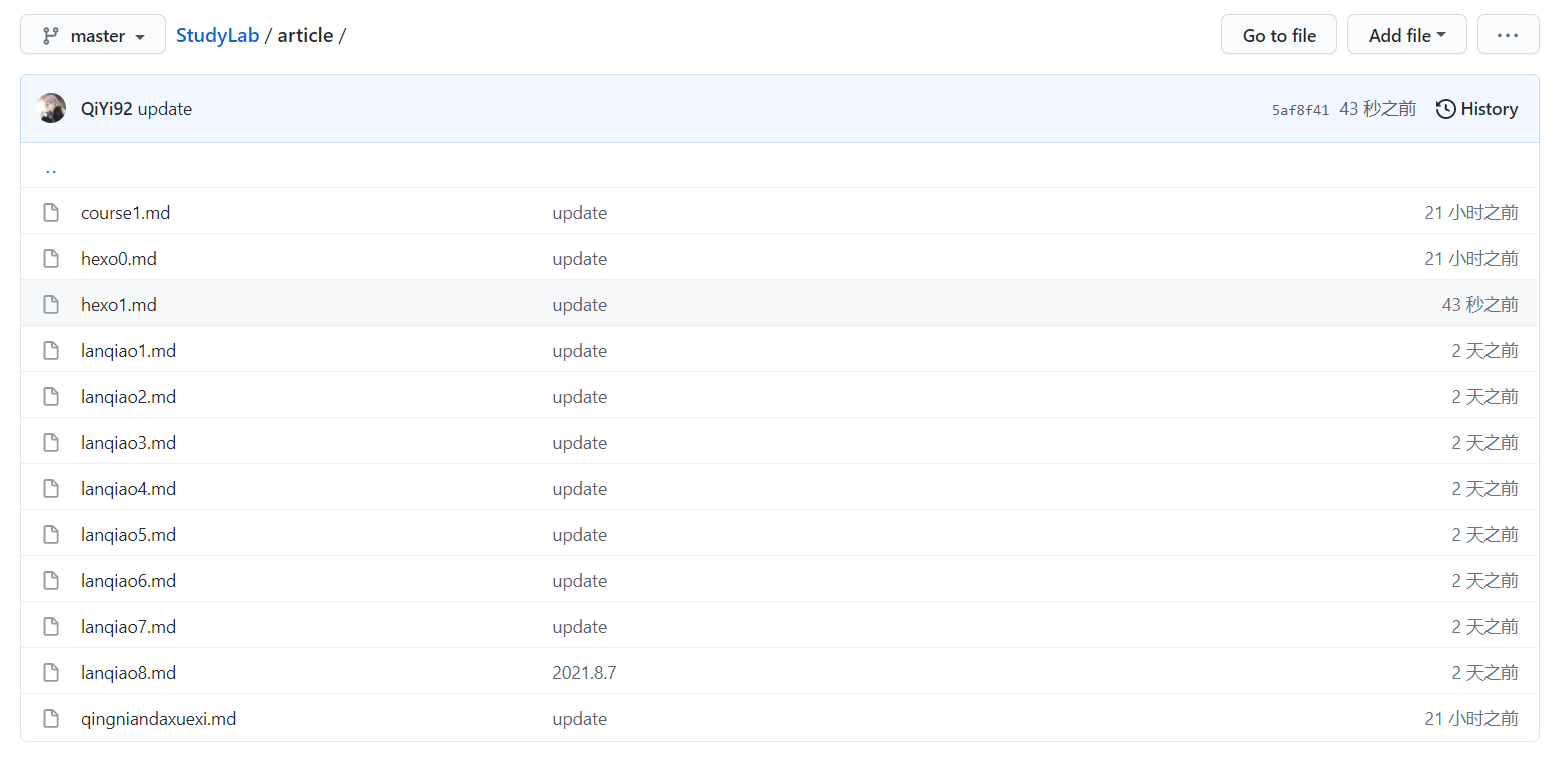 master StudyLab / article / Go to file Add file ...
QiYi92 update 5af8f41 43 秒之前 History
..
course1.md update 21 小时之前
hexo0.md update 21 小时之前
hexo1.md update 43 秒之前
lanqiao1.md update 2 天之前
lanqiao2.md update 2 天之前
lanqiao3.md update 2 天之前
lanqiao4.md update 2 天之前
lanqiao5.md update 2 天之前
lanqiao6.md update 2 天之前
lanqiao7.md update 2 天之前
lanqiao8.md 2021.8.7 2 天之前
qingniandaxuexi.md update 21 小时之前